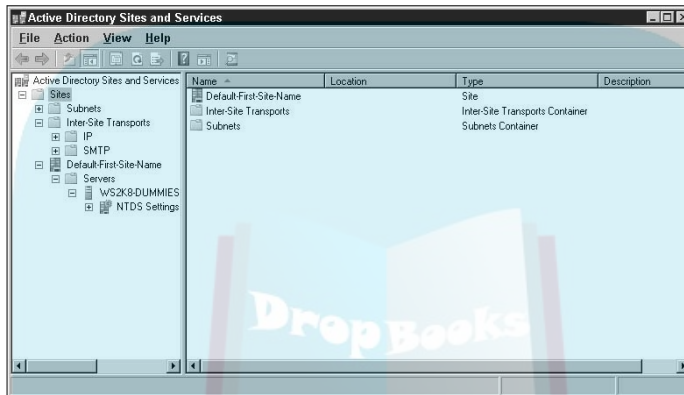 Active Directory Sites and Services
File Action View Help
Active Directory Sites and Services
Sites
Subnets
Inter-Site Transports
IP
SMTP
Default-First-Site-Name
Servers
WS2K8-DUMMIES
NTDS Settings
Name Location Type Description
Default-First-Site-Name Site
Inter-Site Transports Inter-Site Transports Container
Subnets Subnets Container
DropBooks